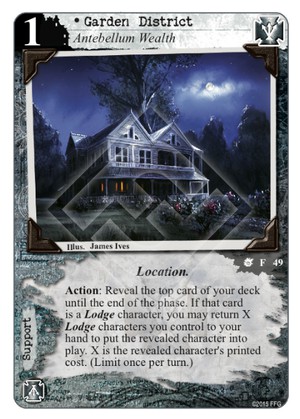 1
• Garden District
Antebellum Wealth
Illus. James Ives
F 49
Location.
Action: Reveal the top card of your deck
until the end of the phase. If that card
is a Lodge character, you may return X
Lodge characters you control to your
hand to put the revealed character into
play. X is the revealed character's printed
cost. (Limit once per turn.)
Support
©2015 FFG